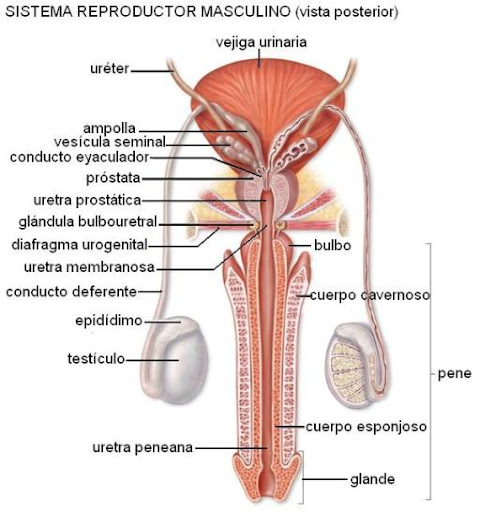 SISTEMA REPRODUCTOR MASCULINO (vista posterior)
vejiga urinaria
uréter
ampolla
vesícula seminal
conducto eyaculador
próstata
uretra prostática
glándula bulbouretral
diafragma urogenital
bulbo
uretra membranosa
conducto deferente
cuerpo cavernoso
epidídimo
testículo
pene
cuerpo esponjoso
uretra peneana
glande